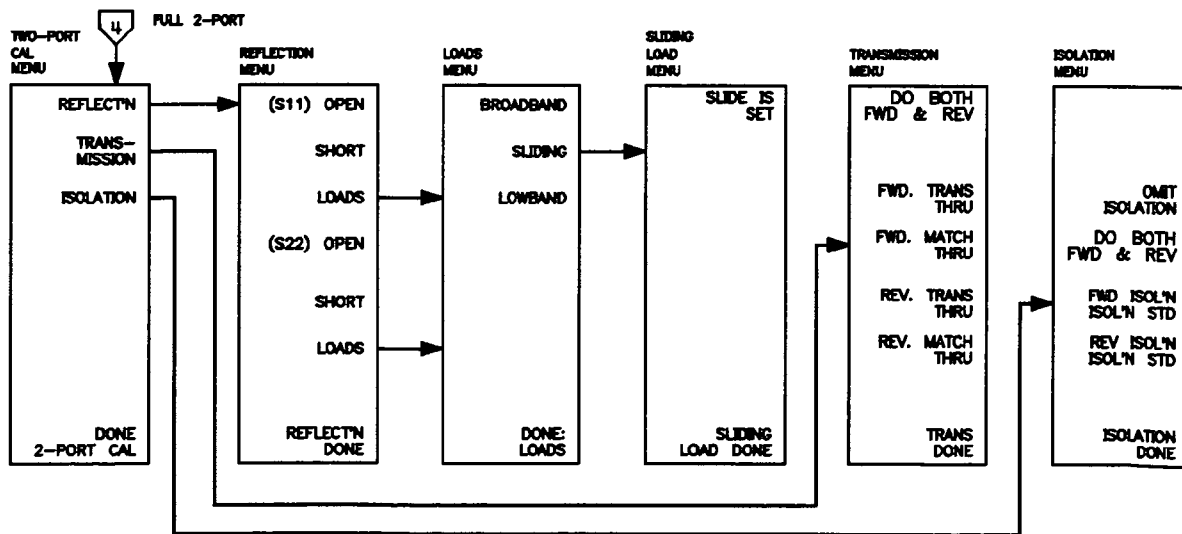 4
FULL 2-PORT
TWO-PORT
CAL
MENU
REFLECT'N
TRANS-
MISSION
ISOLATION
DONE
2-PORT CAL
REFLECTION
MENU
(S11) OPEN
SHORT
LOADS
(S22) OPEN
SHORT
LOADS
REFLECT'N
DONE
LOADS
MENU
BROADBAND
SLIDING
LOWBAND
DONE:
LOADS
SLIDING
LOAD
MENU
SLIDE IS
SET
SLIDING
LOAD DONE
TRANSMISSION
MENU
DO BOTH
FWD & REV
FWD. TRANS
THRU
FWD. MATCH
THRU
REV. TRANS
THRU
REV. MATCH
THRU
TRANS
DONE
ISOLATION
MENU
OMIT
ISOLATION
DO BOTH
FWD & REV
FWD ISOL'N
ISOL'N STD
REV ISOL'N
ISOL'N STD
ISOLATION
DONE